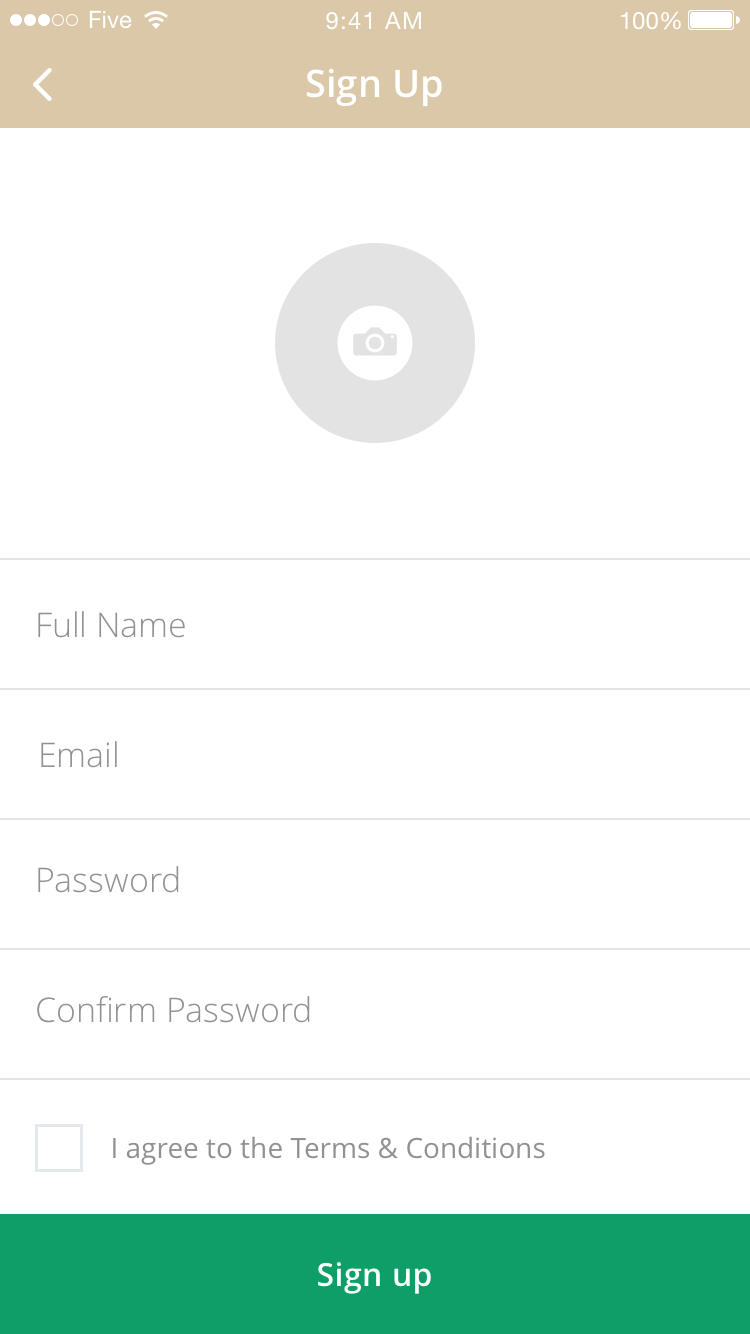 Five 9:41 AM 100%
Sign Up
Full Name
Email
Password
Confirm Password
I agree to the Terms & Conditions
Sign up